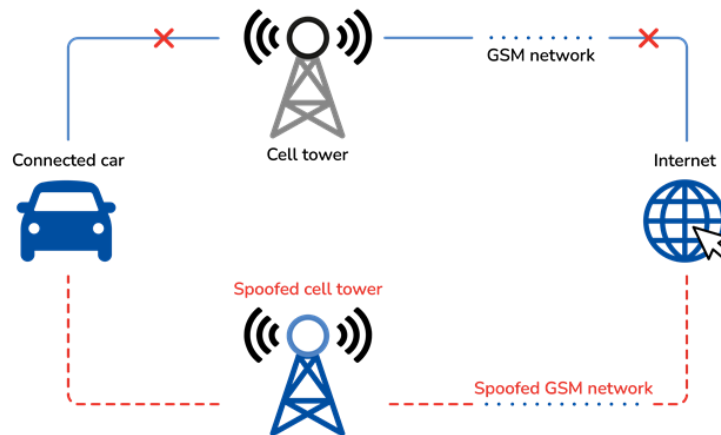 GSM network
Cell tower
Connected car
Internet
Spoofed cell tower
Spoofed GSM network